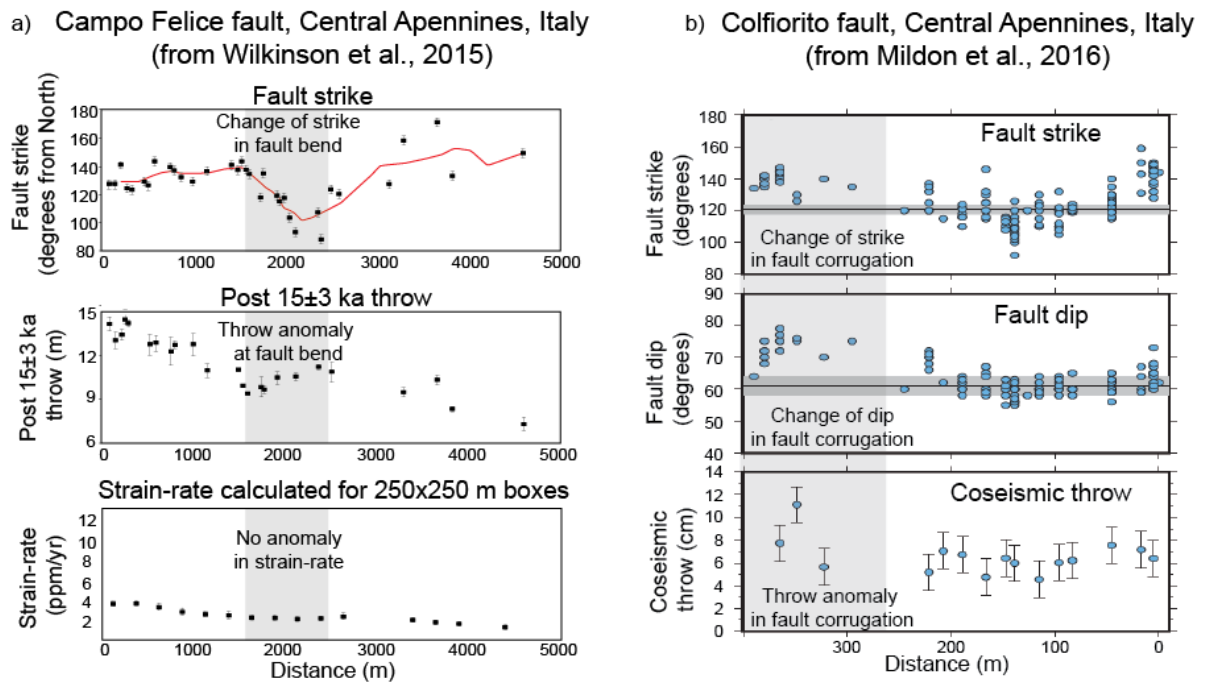 a) Campo Felice fault, Central Apennines, Italy
(from Wilkinson et al., 2015)
Fault strike
Change of strike
in fault bend
Fault strike
(degrees from North)
180
160
140
120
100
80
0 1000 2000 3000 4000 5000
Post 15±3 ka throw
Throw anomaly
at fault bend
Post 15±3 ka
throw (m)
15
12
9
6
0 1000 2000 3000 4000 5000
Strain-rate calculated for 250x250 m boxes
No anomaly
in strain-rate
Strain-rate
(ppm/yr)
12
10
8
6
4
2
0 1000 2000 3000 4000 5000
Distance (m)
b) Colfiorito fault, Central Apennines, Italy
(from Mildon et al., 2016)
Fault strike
Change of strike
in fault corrugation
Fault strike
(degrees)
180
160
140
120
100
80
Fault dip
Change of dip
in fault corrugation
Fault dip
(degrees)
90
80
70
60
50
40
Coseismic throw
Throw anomaly
in fault corrugation
Coseismic
throw (cm)
14
12
10
8
6
4
2
0
300 200 100 0
Distance (m)